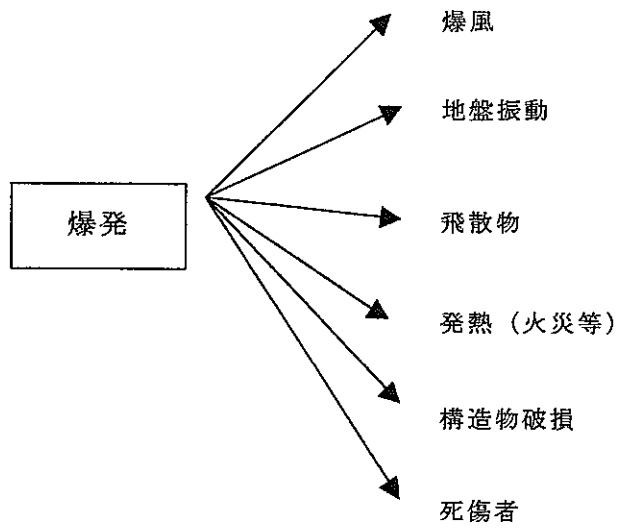 爆発
爆風
地盤振動
飛散物
発熱（火災等）
構造物破損
死傷者